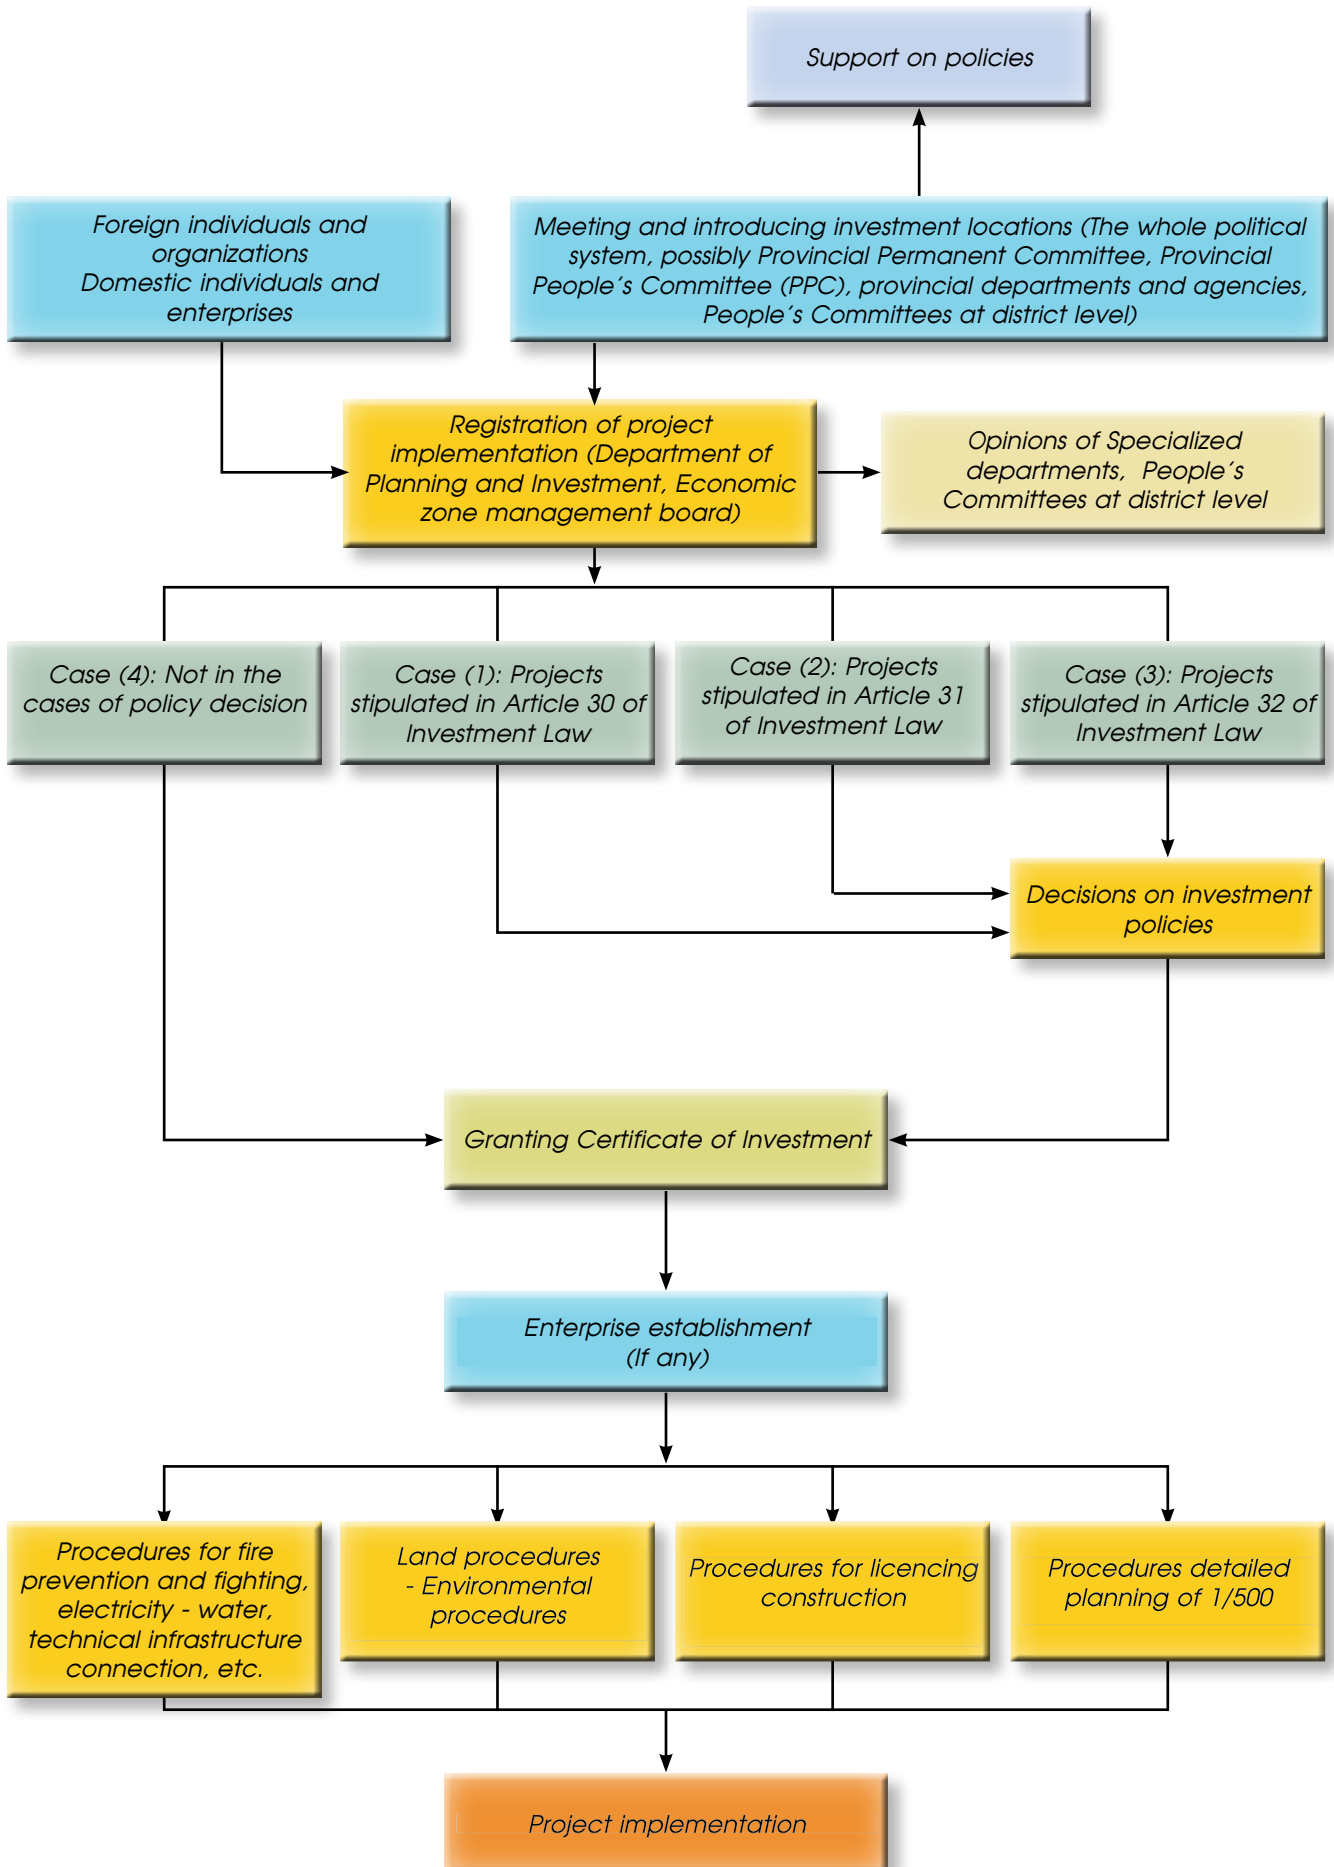 Support on policies
Foreign individuals and
organizations
Domestic individuals and
enterprises
Meeting and introducing investment locations (The whole political
system, possibly Provincial Permanent Committee, Provincial
People's Committee (PPC), provincial departments and agencies,
People's Committees at district level)
Registration of project
implementation (Department of
Planning and Investment, Economic
zone management board)
Opinions of Specialized
departments, People's
Committees at district level
Case (4): Not in the
cases of policy decision
Case (1): Projects
stipulated in Article 30 of
Investment Law
Case (2): Projects
stipulated in Article 31
of Investment Law
Case (3): Projects
stipulated in Article 32 of
Investment Law
Decisions on investment
policies
Granting Certificate of Investment
Enterprise establishment
(If any)
Procedures for fire
prevention and fighting,
electricity - water,
technical infrastructure
connection, etc.
Land procedures
- Environmental
procedures
Procedures for licencing
construction
Procedures detailed
planning of 1/500
Project implementation